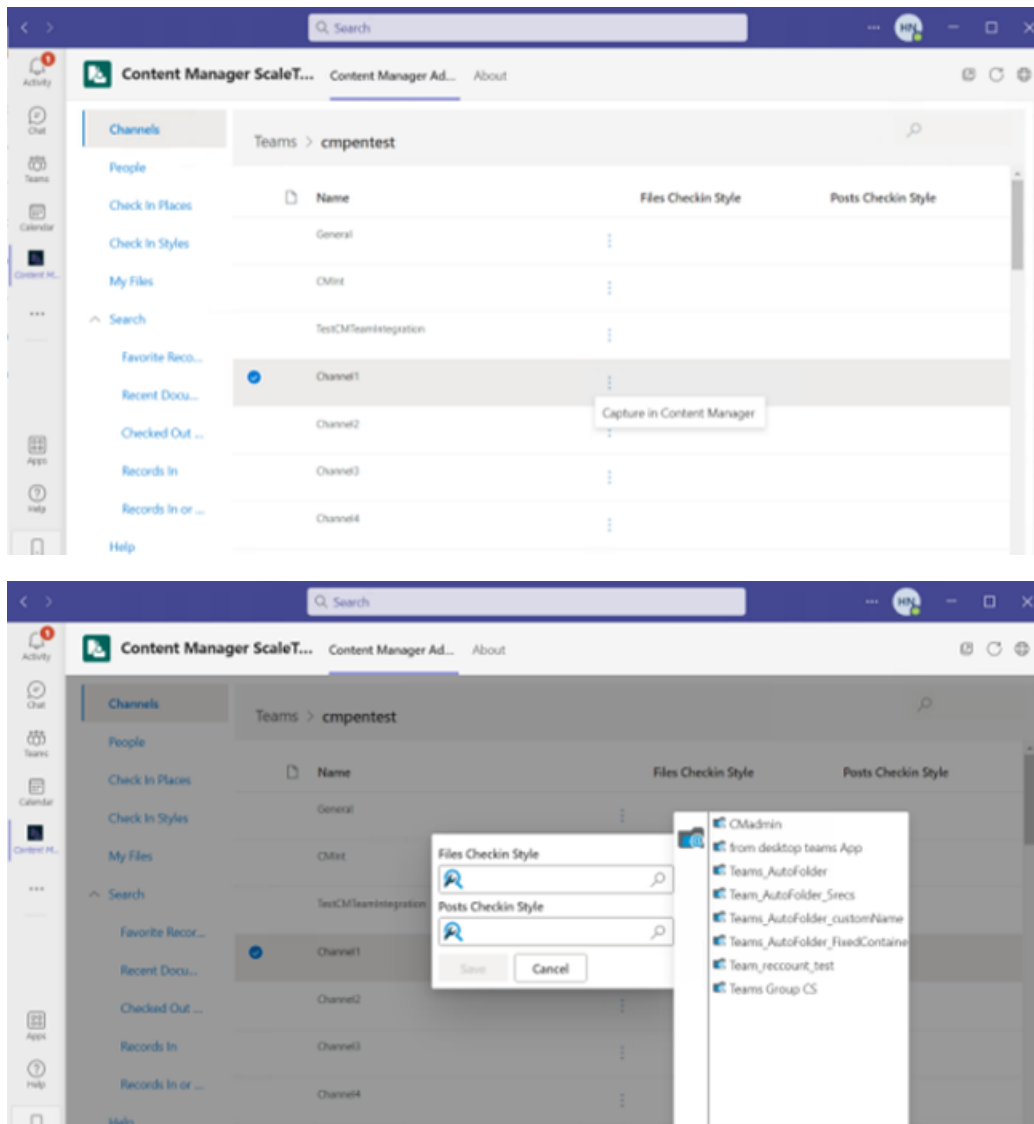 Search
HN
1
Activity
Content Manager ScaleT... Content Manager Ad... About
Chat
Teams
Calendar
Content M...
Apps
Help
Channels
People
Check In Places
Check In Styles
My Files
Search
Favorite Reco...
Recent Docu...
Checked Out ...
Records In
Records In or ...
Help
Teams > cmpentest
Name Files Checkin Style Posts Checkin Style
General
CMint
TestCMTeamIntegration
Channel1
Capture in Content Manager
Channel2
Channel3
Channel4
Search
HN
1
Activity
Content Manager ScaleT... Content Manager Ad... About
Chat
Teams
Calendar
Content M...
Apps
Help
Channels
People
Check In Places
Check In Styles
My Files
Search
Favorite Recor...
Recent Docu...
Checked Out ...
Records In
Records In or ...
Help
Teams > cmpentest
Name Files Checkin Style Posts Checkin Style
General
CMint
TestCMTeamIntegration
Channel1
Channel2
Channel3
Channel4
Files Checkin Style
Posts Checkin Style
Save Cancel
CMadmin
from desktop teams App
Teams_AutoFolder
Team_AutoFolder_5recs
Teams_AutoFolder_customName
Teams_AutoFolder_FixedContaine
Team_reccount_test
Teams Group CS